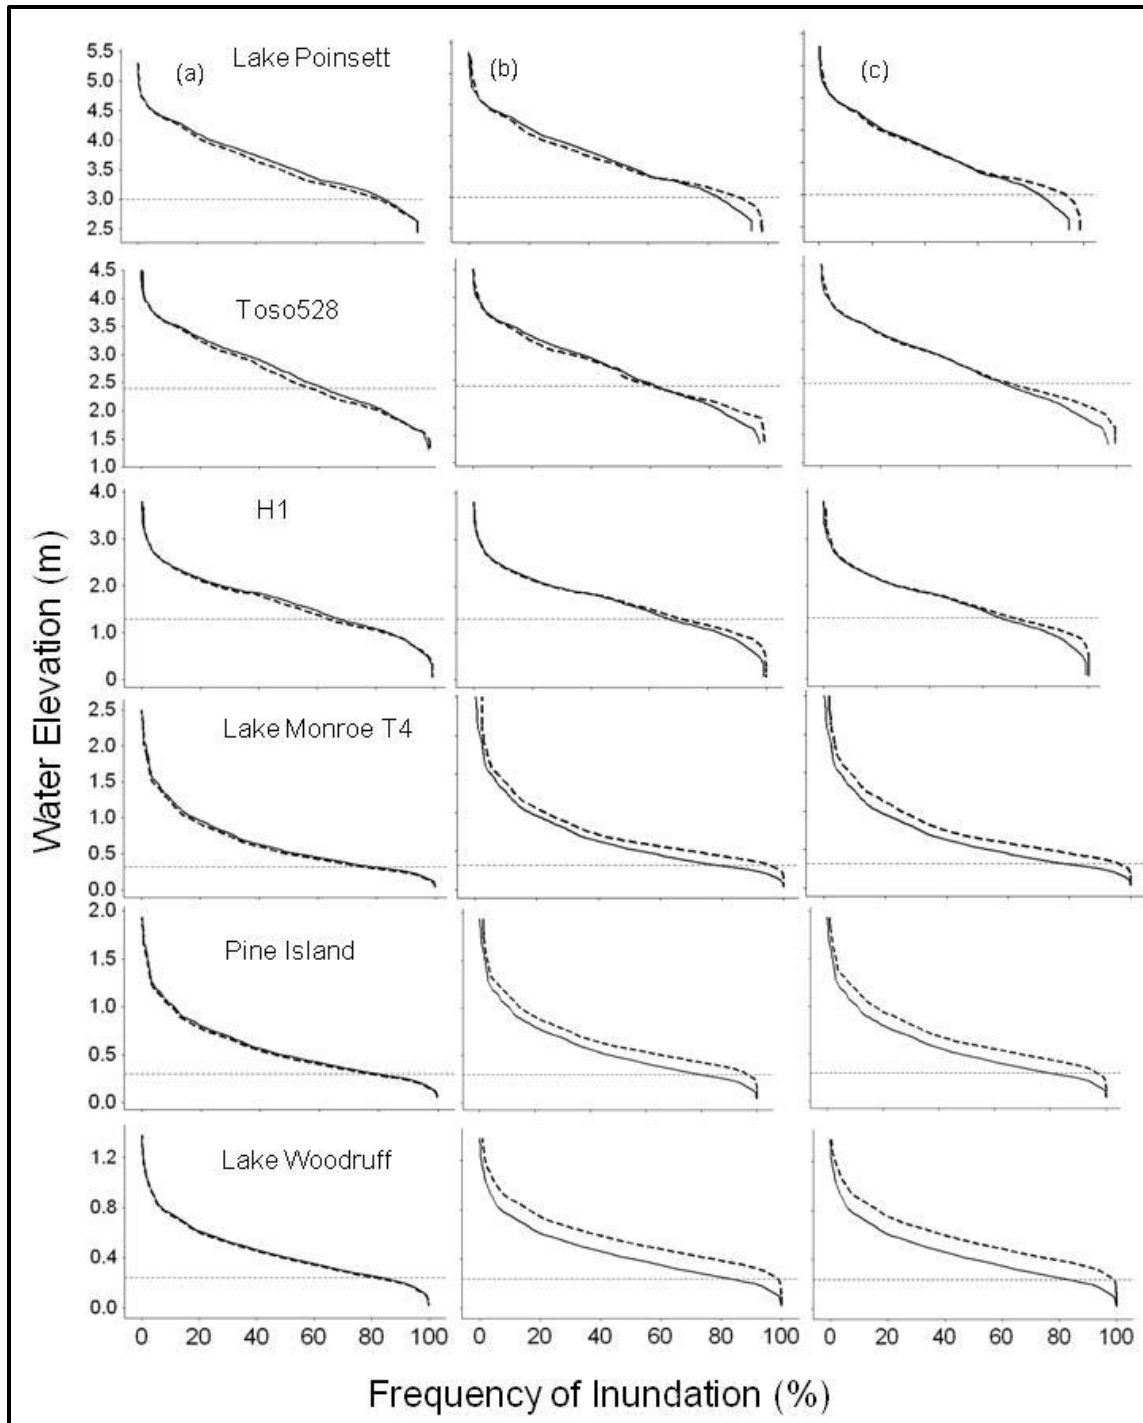 Lake Poinsett
(a)
(b)
(c)
5.5
5.0
4.5
4.0
3.5
3.0
2.5
Toso528
4.5
4.0
3.5
3.0
2.5
2.0
1.5
1.0
H1
4.0
3.0
2.0
1.0
0
Lake Monroe T4
2.5
2.0
1.5
1.0
0.5
0.0
Pine Island
2.0
1.5
1.0
0.5
0.0
Lake Woodruff
1.2
0.8
0.4
0.0
0 20 40 60 80 100 0 20 40 60 80 100 0 20 40 60 80 100
Water Elevation (m)
Frequency of Inundation (%)